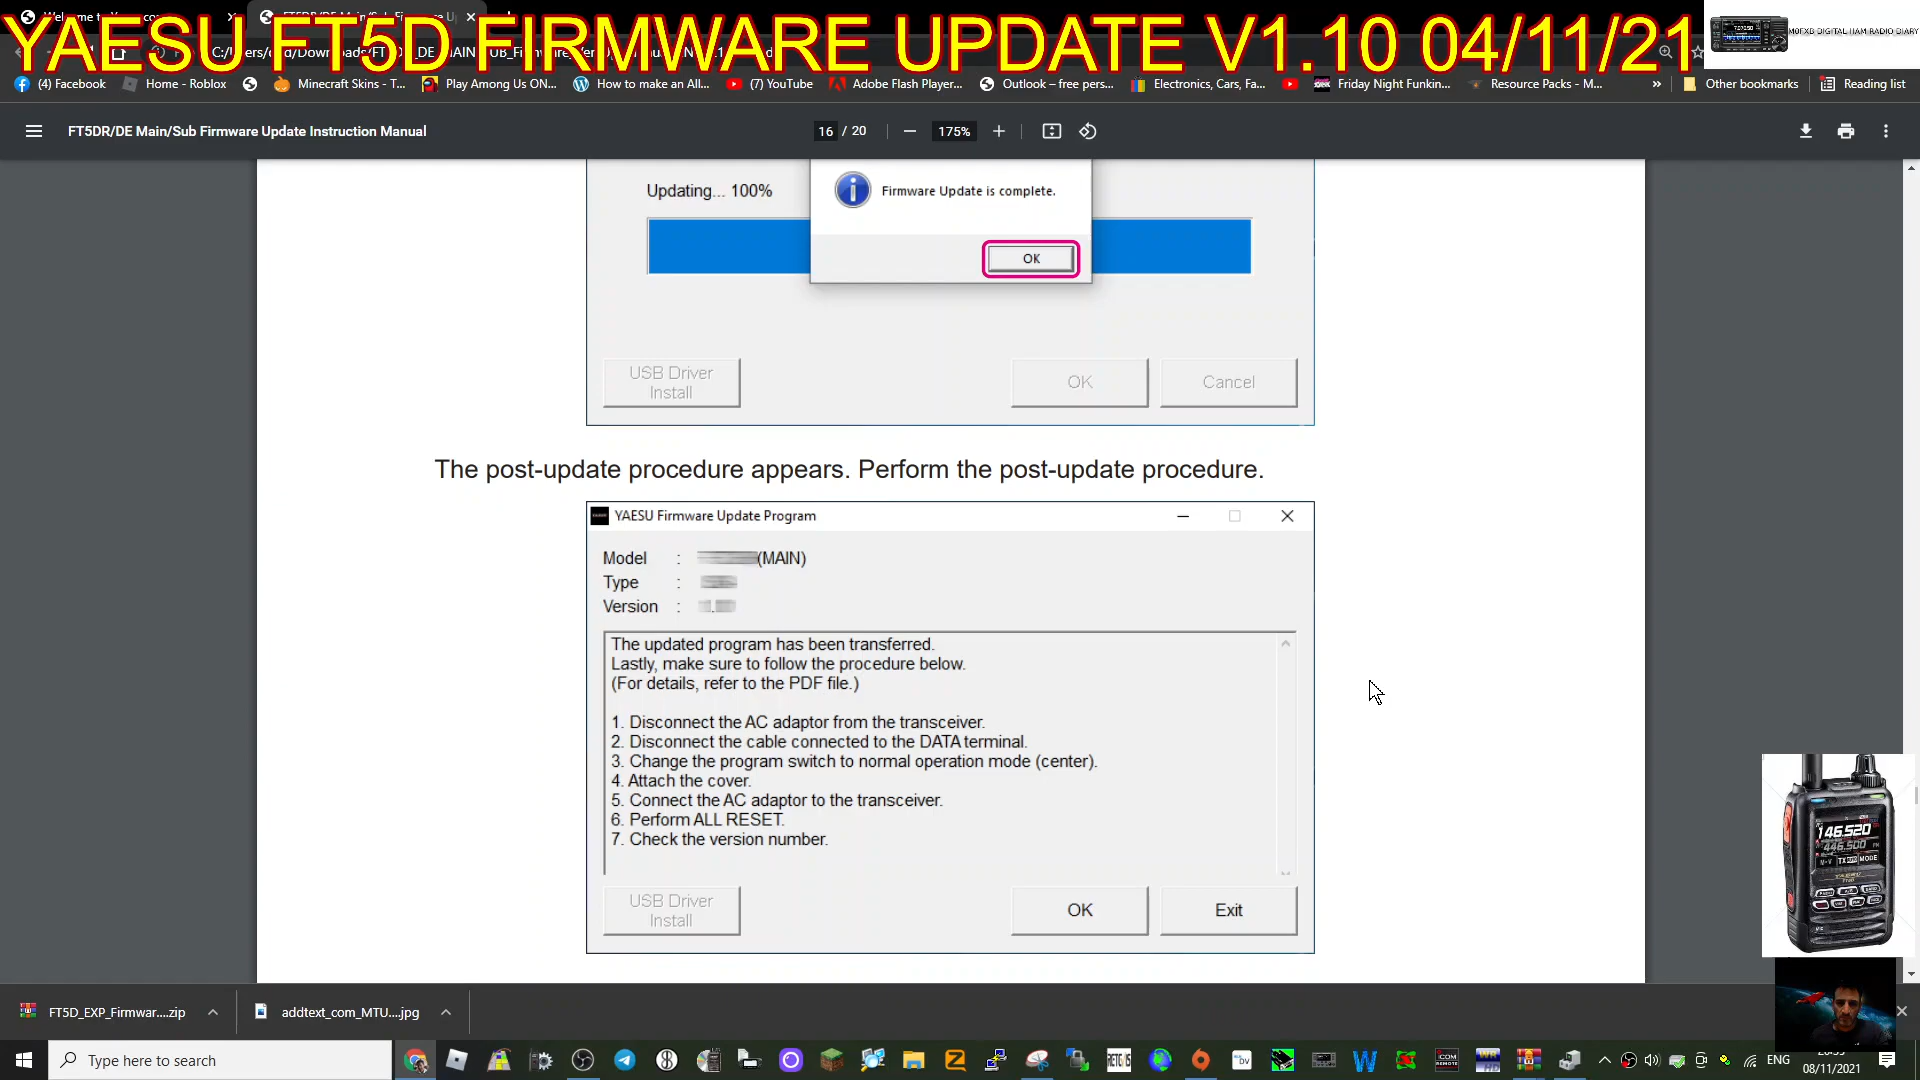 YAESU FT5D FIRMWARE UPDATE V1.10 04/11/21
M0FXB DIGITAL HAM RADIO DIARY
(4) Facebook
Home - Roblox
Minecraft Skins - T...
Play Among Us ON...
How to make an All...
(7) YouTube
Adobe Flash Player...
Outlook – free pers...
Electronics, Cars, Fa...
Friday Night Funkin...
Resource Packs - M...
»
Other bookmarks
Reading list
FT5DR/DE Main/Sub Firmware Update Instruction Manual
16 / 20
175%
Updating... 100%
Firmware Update is complete.
OK
USB Driver
Install
OK
Cancel
The post-update procedure appears. Perform the post-update procedure.
YAESU Firmware Update Program
Model : (MAIN)
Type :
Version :
The updated program has been transferred.
Lastly, make sure to follow the procedure below.
(For details, refer to the PDF file.)
1. Disconnect the AC adaptor from the transceiver.
2. Disconnect the cable connected to the DATA terminal.
3. Change the program switch to normal operation mode (center).
4. Attach the cover.
5. Connect the AC adaptor to the transceiver.
6. Perform ALL RESET.
7. Check the version number.
USB Driver
Install
OK
Exit
146.520
446.500
MODE
YAESU
FT5D_EXP_Firmwar....zip
addtext_com_MTU....jpg
Type here to search
ENG
08/11/2021